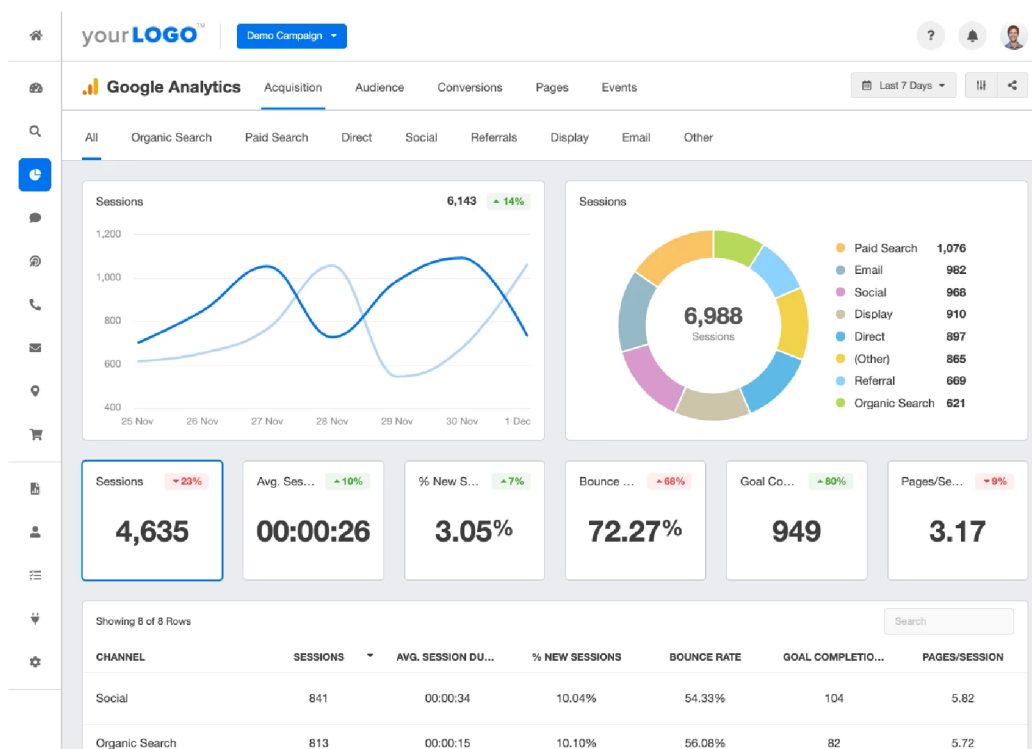 yourLOGO™ Demo Campaign ?
Google Analytics Acquisition Audience Conversions Pages Events Last 7 Days
All Organic Search Paid Search Direct Social Referrals Display Email Other
Sessions 6,143 14%
1,200
1,000
800
600
400
25 Nov 26 Nov 27 Nov 28 Nov 29 Nov 30 Nov 1 Dec
Sessions
6,988
Sessions
Paid Search 1,076
Email 982
Social 968
Display 910
Direct 897
(Other) 865
Referral 669
Organic Search 621
Sessions 23%
4,635
Avg. Ses... 10%
00:00:26
% New S... 7%
3.05%
Bounce ... 68%
72.27%
Goal Co... 80%
949
Pages/Se... 9%
3.17
Showing 8 of 8 Rows Search
CHANNEL SESSIONS AVG. SESSION DU... % NEW SESSIONS BOUNCE RATE GOAL COMPLETIO... PAGES/SESSION
Social 841 00:00:34 10.04% 54.33% 104 5.82
Organic Search 813 00:00:15 10.10% 56.08% 82 5.72